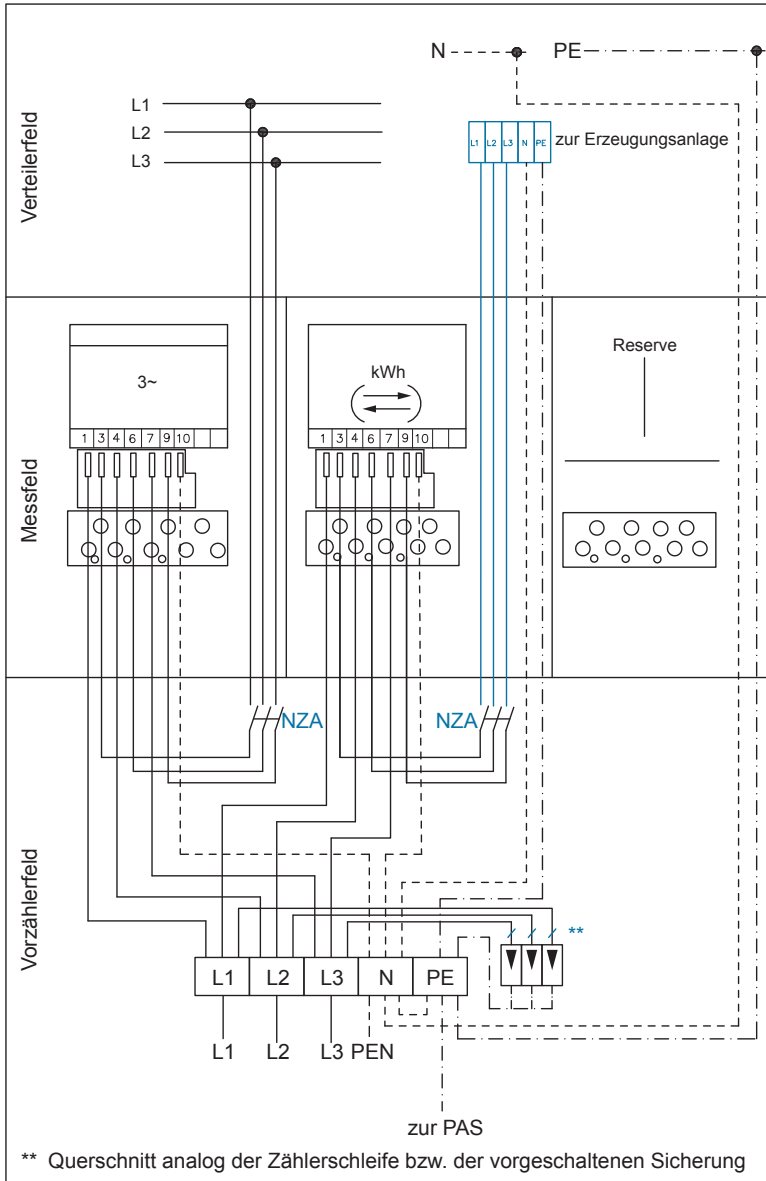 N PE
L1
L2
L3
L1 L2 L3 N PE zur Erzeugungsanlage
Verteilerfeld
3~
1 3 4 6 7 9 10
kWh
1 3 4 6 7 9 10
Reserve
Messfeld
NZA NZA
Vorzählerfeld
**
L1 L2 L3 N PE
L1 L2 L3 PEN
zur PAS
** Querschnitt analog der Zählerschleife bzw. der vorgeschaltenen Sicherung